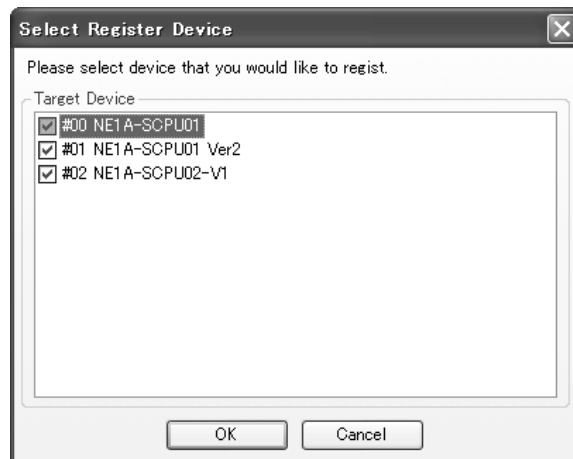 Select Register Device
Please select device that you would like to regist.
Target Device
#00 NE1A-SCPU01
#01 NE1A-SCPU01 Ver2
#02 NE1A-SCPU02-V1
OK
Cancel